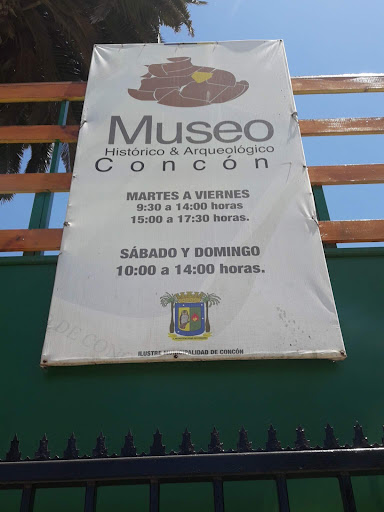 Museo
Histórico & Arqueológico
Concón
MARTES A VIERNES
9:30 a 14:00 horas.
15:00 a 17:30 horas.
SÁBADO Y DOMINGO
10:00 a 14:00 horas.
ILUSTRE MUNICIPALIDAD DE CONCÓN